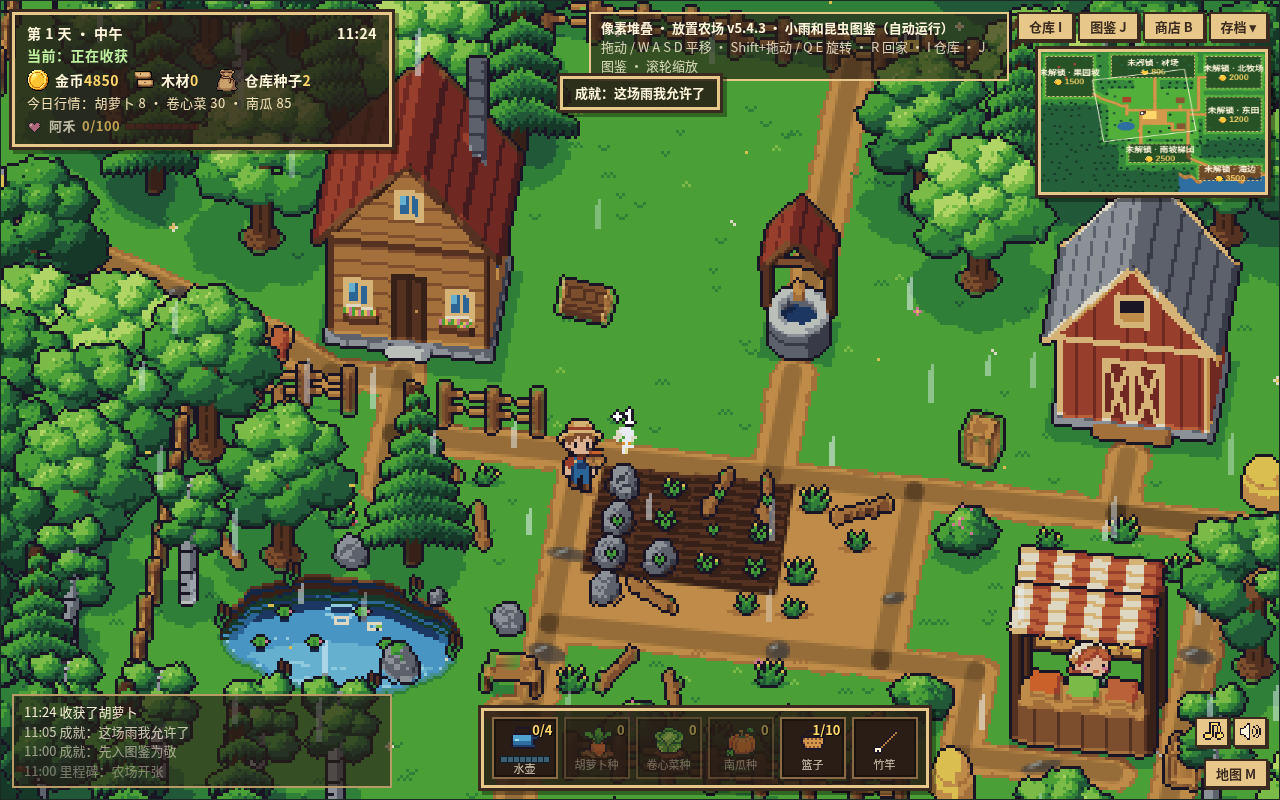 第 1 天 · 中午 11:24
当前：正在收获
金币4850 木材0 仓库种子2
今日行情：胡萝卜 8 · 卷心菜 30 · 南瓜 85
阿禾 0/100
像素堆叠 · 放置农场 v5.4.3 · 小雨和昆虫图鉴（自动运行）
拖动 / W A S D 平移 · Shift+拖动 / Q E 旋转 · R 回家 · I 仓库 · J
图鉴 · 滚轮缩放
成就：这场雨我允许了
仓库 I
图鉴 J
商店 B
存档 ▾
未解锁 · 果园坡
1500
未解锁 · 林场
800
未解锁 · 北牧场
2000
未解锁 · 东田
1200
未解锁 · 南坡梯田
2500
未解锁 · 海边
3500
+1
11:24 收获了胡萝卜
11:05 成就：这场雨我允许了
11:00 成就：先入图鉴为敬
11:00 里程碑：农场开张
0/4
水壶
0
胡萝卜种
0
卷心菜种
0
南瓜种
1/10
篮子
竹竿
地图 M